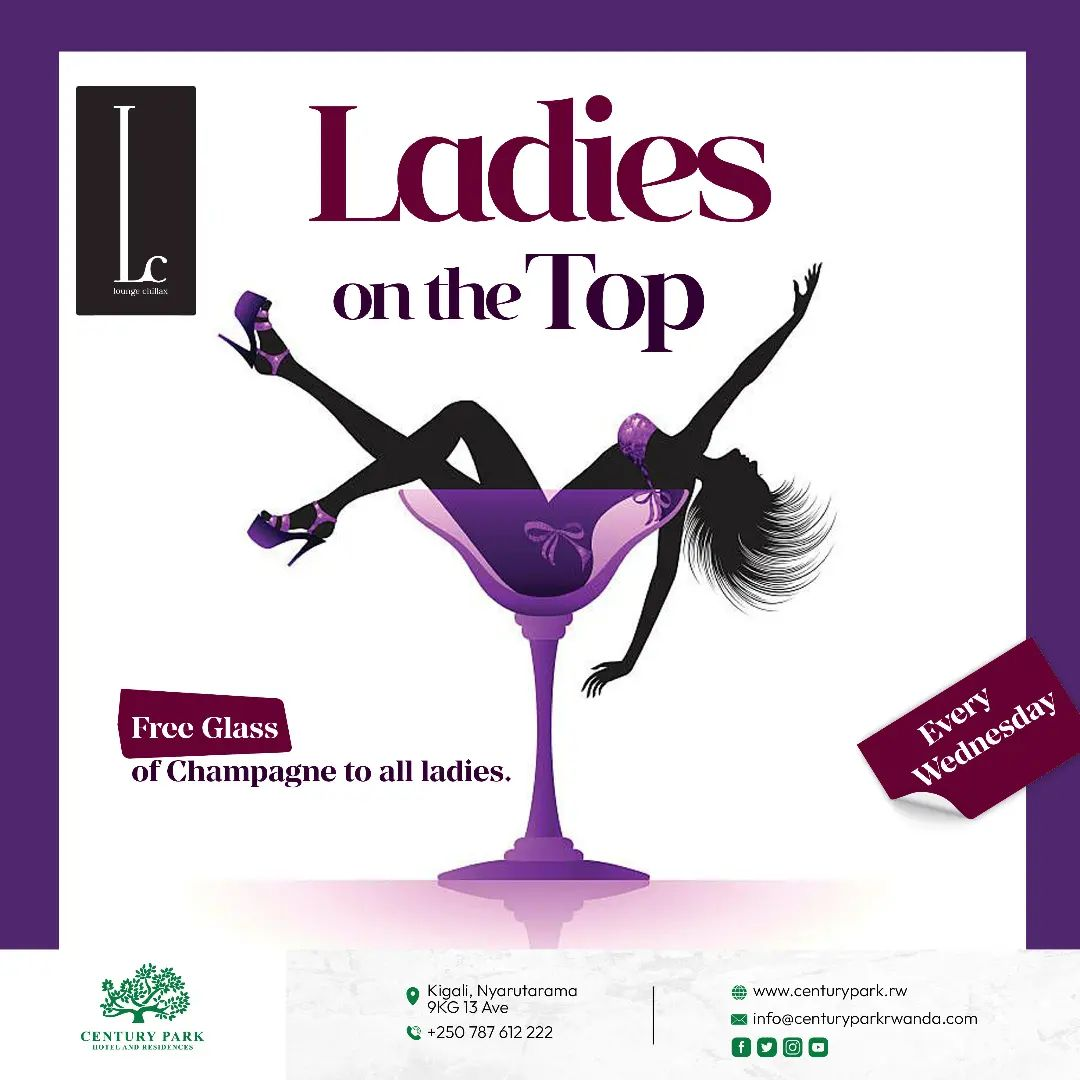 Lc
lounge chillax
Ladies
on the Top
Free Glass
of Champagne to all ladies.
Every
Wednesday
CENTURY PARK
HOTEL AND RESIDENCES
Kigali, Nyarutarama
9KG 13 Ave
+250 787 612 222
www.centurypark.rw
info@centuryparkrwanda.com